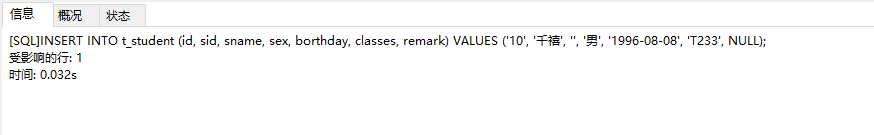 信息 概况 状态
[SQL]INSERT INTO t_student (id, sid, sname, sex, borthday, classes, remark) VALUES ('10', '千禧', '', '男', '1996-08-08', 'T233', NULL);
受影响的行: 1
时间: 0.032s